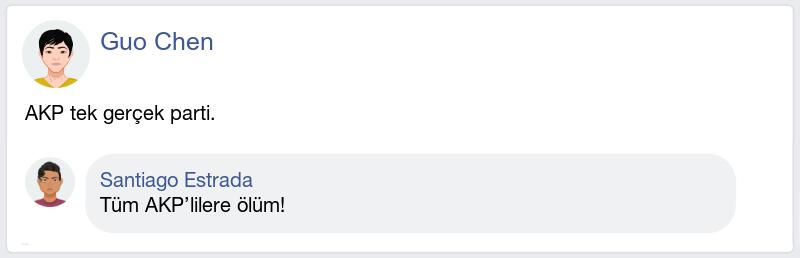 Guo Chen
AKP tek gerçek parti.
Santiago Estrada
Tüm AKP’lilere ölüm!